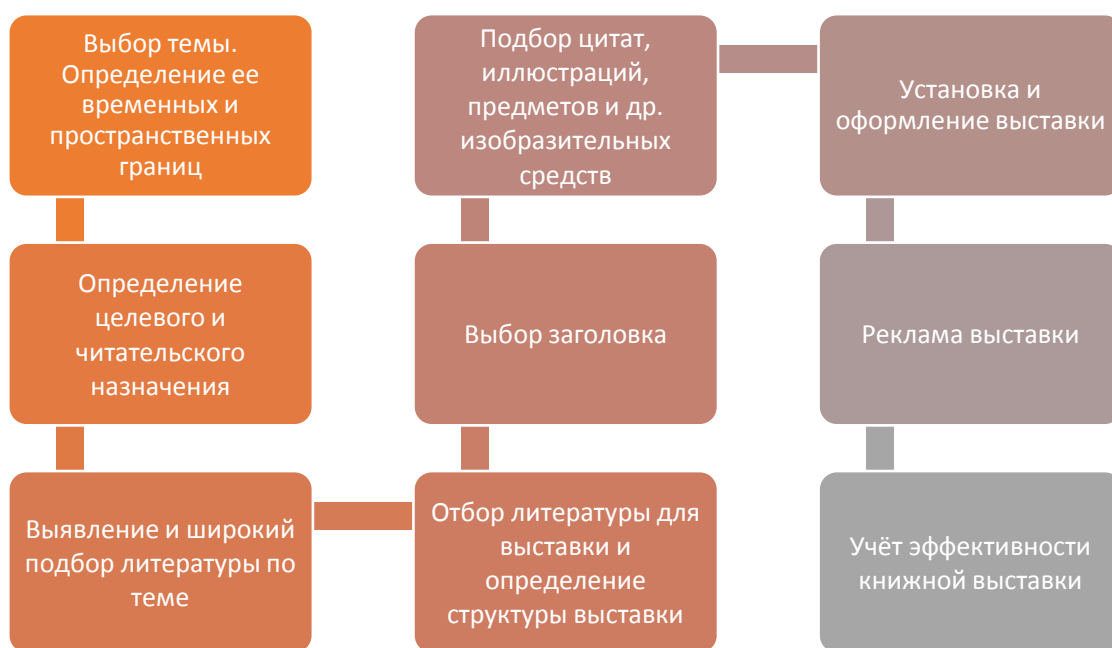 Выбор темы.
Определение ее
временных и
пространственных
границ
Определение
целевого и
читательского
назначения
Выявление и широкий
подбор литературы по
теме
Отбор литературы для
выставки и
определение
структуры выставки
Выбор заголовка
Подбор цитат,
иллюстраций,
предметов и др.
изобразительных
средств
Установка и
оформление выставки
Реклама выставки
Учёт эффективности
книжной выставки